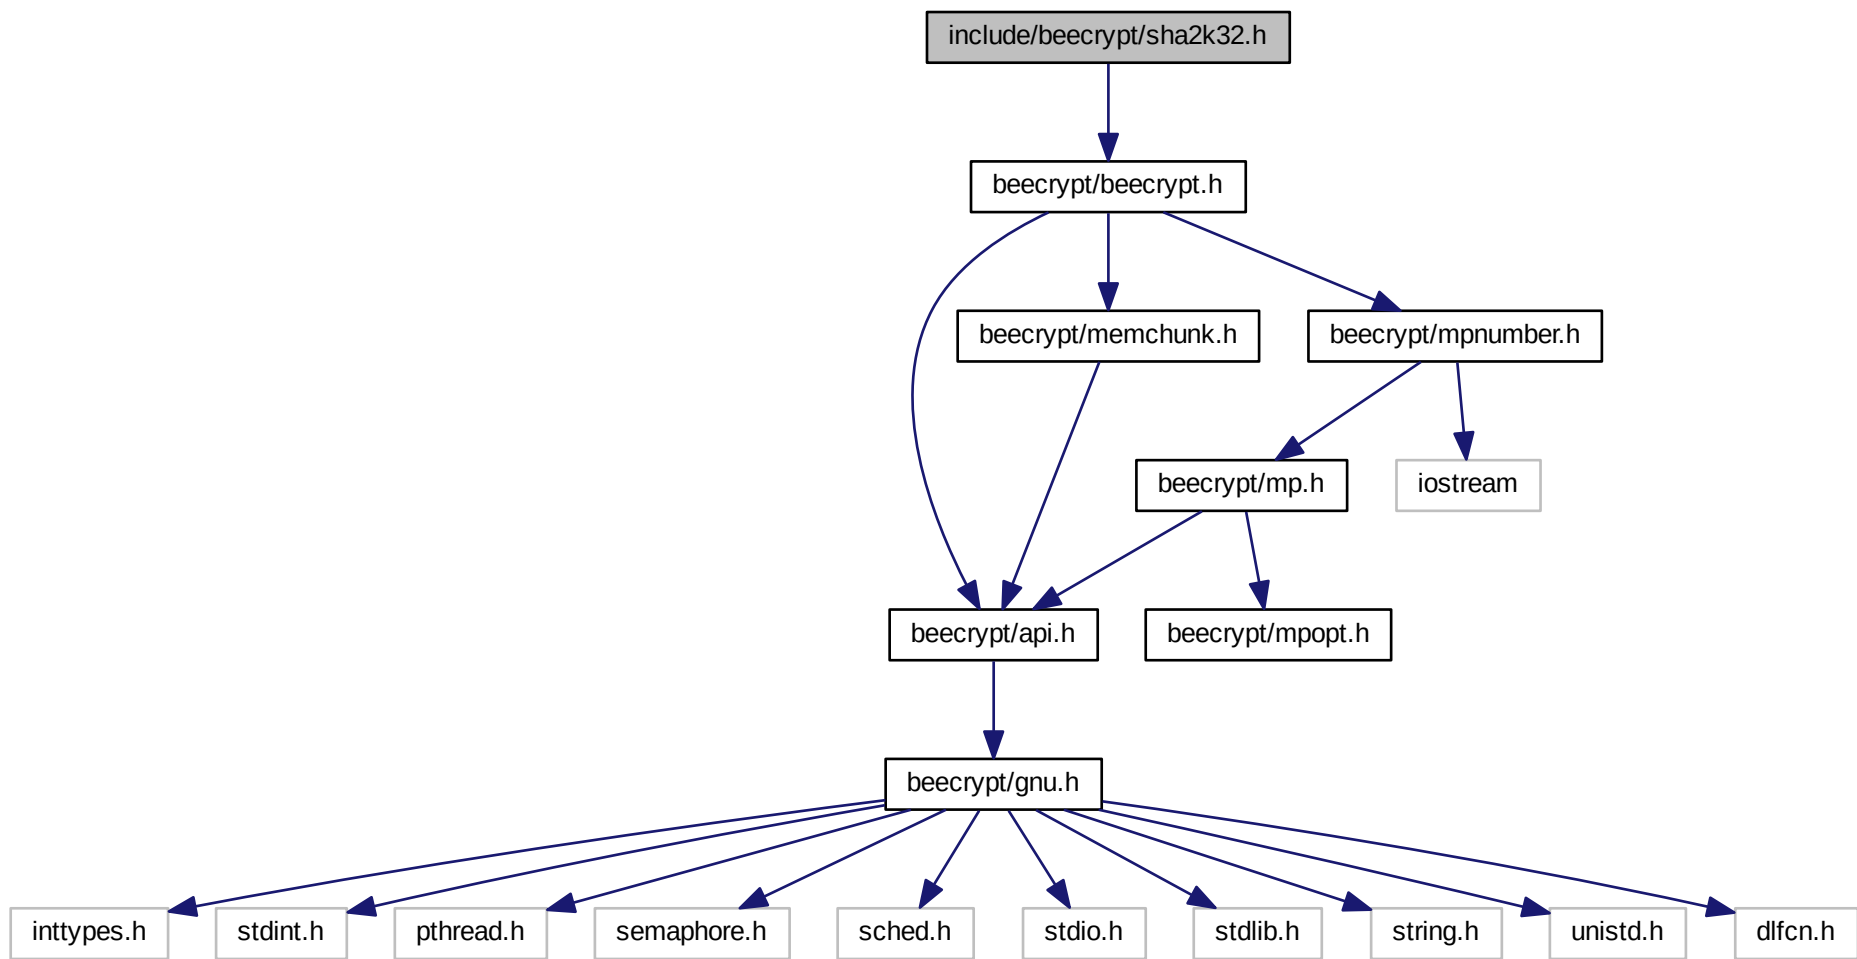 include/beecrypt/sha2k32.h
beecrypt/beecrypt.h
beecrypt/memchunk.h
beecrypt/mpnumber.h
beecrypt/mp.h
iostream
beecrypt/api.h
beecrypt/mpopt.h
beecrypt/gnu.h
inttypes.h
stdint.h
pthread.h
semaphore.h
sched.h
stdio.h
stdlib.h
string.h
unistd.h
dlfcn.h